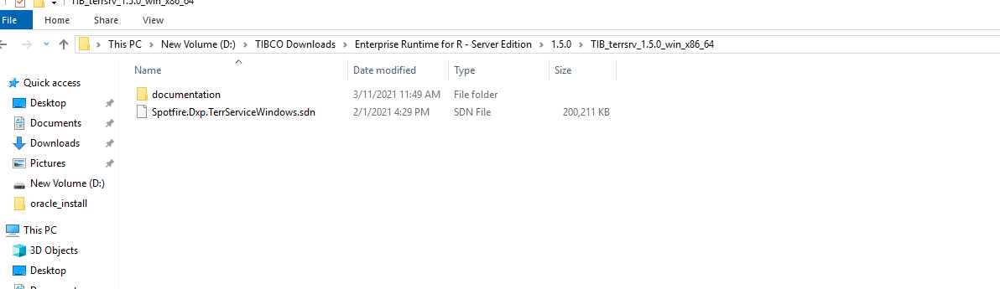 TIB_terrsrv_1.5.0_win_x86_64
File Home Share View
This PC New Volume (D:) TIBCO Downloads Enterprise Runtime for R - Server Edition 1.5.0 TIB_terrsrv_1.5.0_win_x86_64
Name Date modified Type Size
Quick access
documentation 3/11/2021 11:49 AM File folder
Desktop
Spotfire.Dxp.TerrServiceWindows.sdn 2/1/2021 4:29 PM SDN File 200,211 KB
Documents
Downloads
Pictures
New Volume (D:)
oracle_install
This PC
3D Objects
Desktop